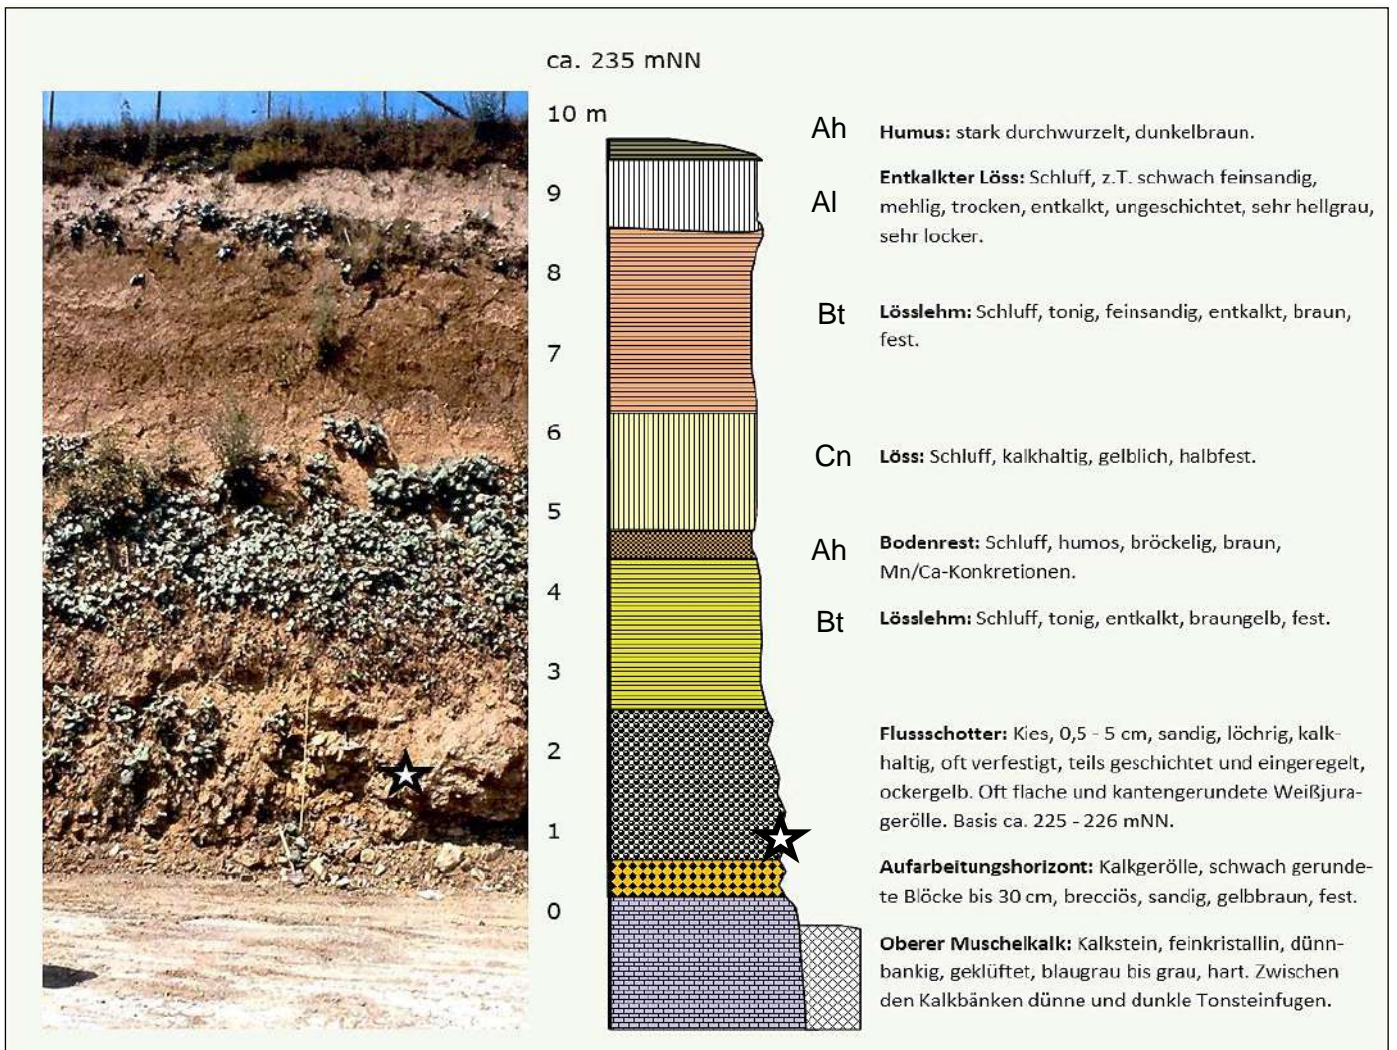 ca. 235 mNN
10 m
Ah
Humus: stark durchwurzelt, dunkelbraun.
9
Al
Entkalkter Löss: Schluff, z.T. schwach feinsandig,
mehlig, trocken, entkalkt, ungeschichtet, sehr hellgrau,
sehr locker.
8
Bt
Lösslehm: Schluff, tonig, feinsandig, entkalkt, braun,
fest.
7
6
Cn
Löss: Schluff, kalkhaltig, gelblich, halbfest.
5
Ah
Bodenrest: Schluff, humos, bröckelig, braun,
Mn/Ca-Konkretionen.
4
Bt
Lösslehm: Schluff, tonig, entkalkt, braungelb, fest.
3
2
Flussschotter: Kies, 0,5 - 5 cm, sandig, löchrig, kalk-
haltig, oft verfestigt, teils geschichtet und eingeregelt,
ockergelb. Oft flache und kantengerundete Weißjura-
gerölle. Basis ca. 225 - 226 mNN.
1
Aufarbeitungshorizont: Kalkgerölle, schwach gerunde-
te Blöcke bis 30 cm, brecciös, sandig, gelbbraun, fest.
0
Oberer Muschelkalk: Kalkstein, feinkristallin, dünn-
bankig, geklüftet, blaugrau bis grau, hart. Zwischen
den Kalkbänken dünne und dunkle Tonsteinfugen.